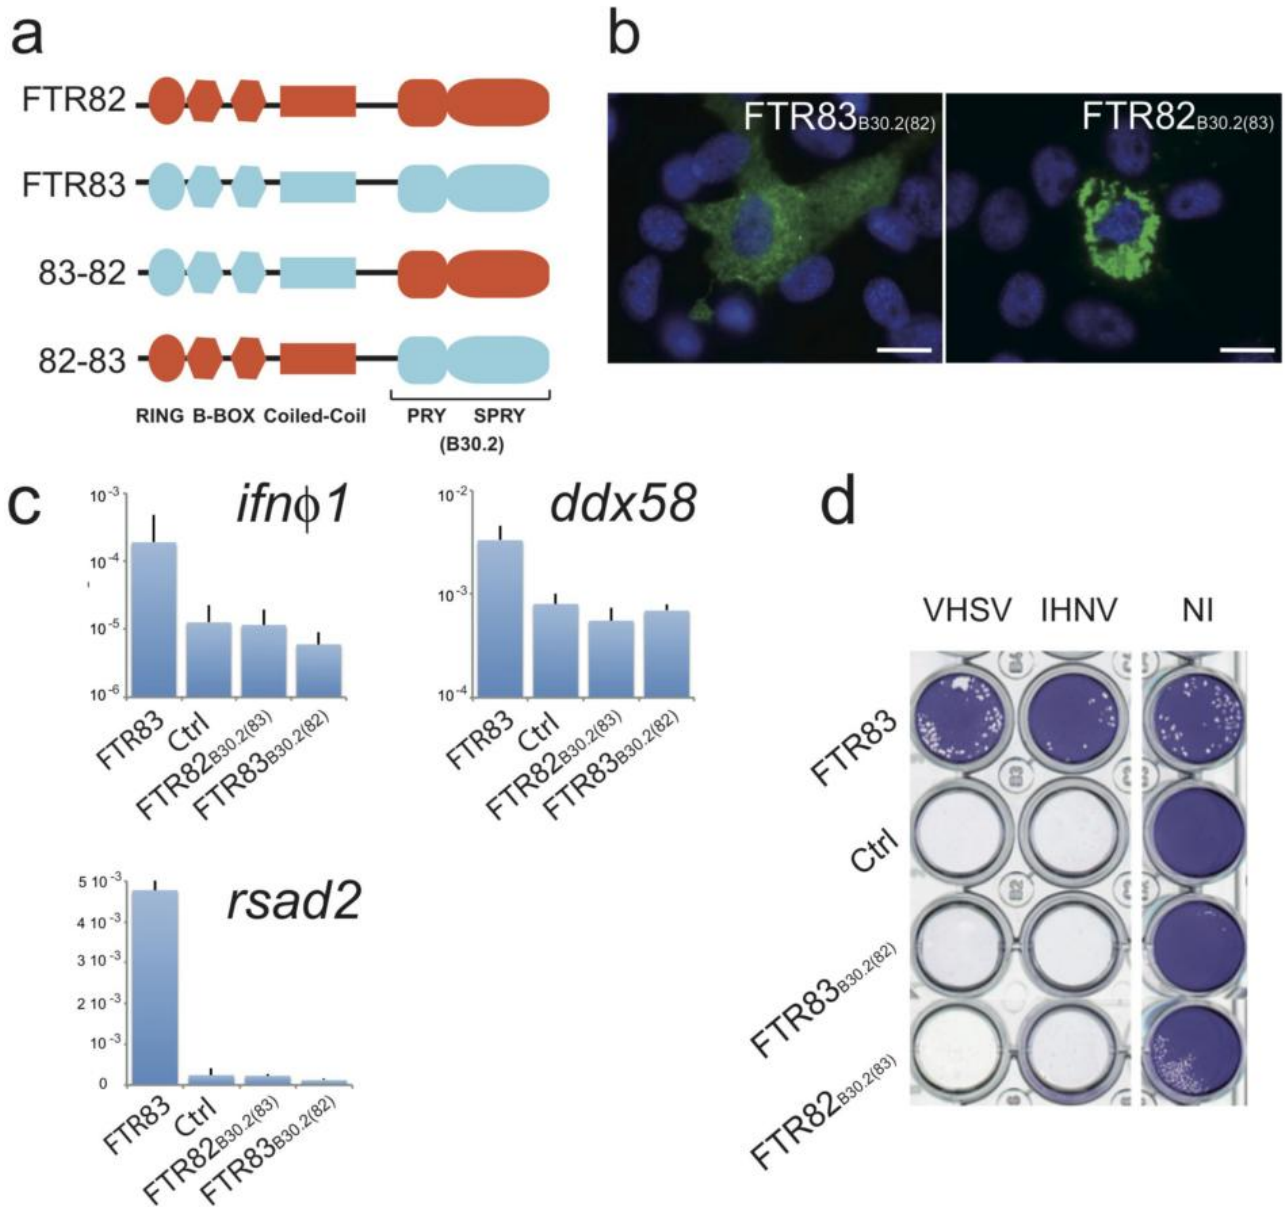 a
FTR82
FTR83
83-82
82-83
RING B-BOX Coiled-Coil PRY SPRY
(B30.2)
b
FTR83B30.2(82)
FTR82B30.2(83)
c
ifnϕ1
10-3
10-4
10-5
10-6
FTR83
Ctrl
FTR82B30.2(83)
FTR83B30.2(82)
ddx58
10-2
10-3
10-4
FTR83
Ctrl
FTR82B30.2(83)
FTR83B30.2(82)
rsad2
5 10-3
4 10-3
3 10-3
2 10-3
10-3
0
FTR83
Ctrl
FTR82B30.2(83)
FTR83B30.2(82)
d
VHSV IHNV NI
FTR83
Ctrl
FTR83B30.2(82)
FTR82B30.2(83)
B3
B2